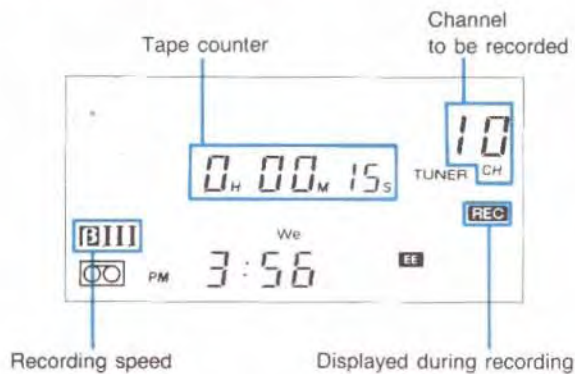 Channel
to be recorded
Tape counter
10
CH
TUNER
0H 00M 15s
REC
βIII
We
PM 3:56
EE
Recording speed
Displayed during recording